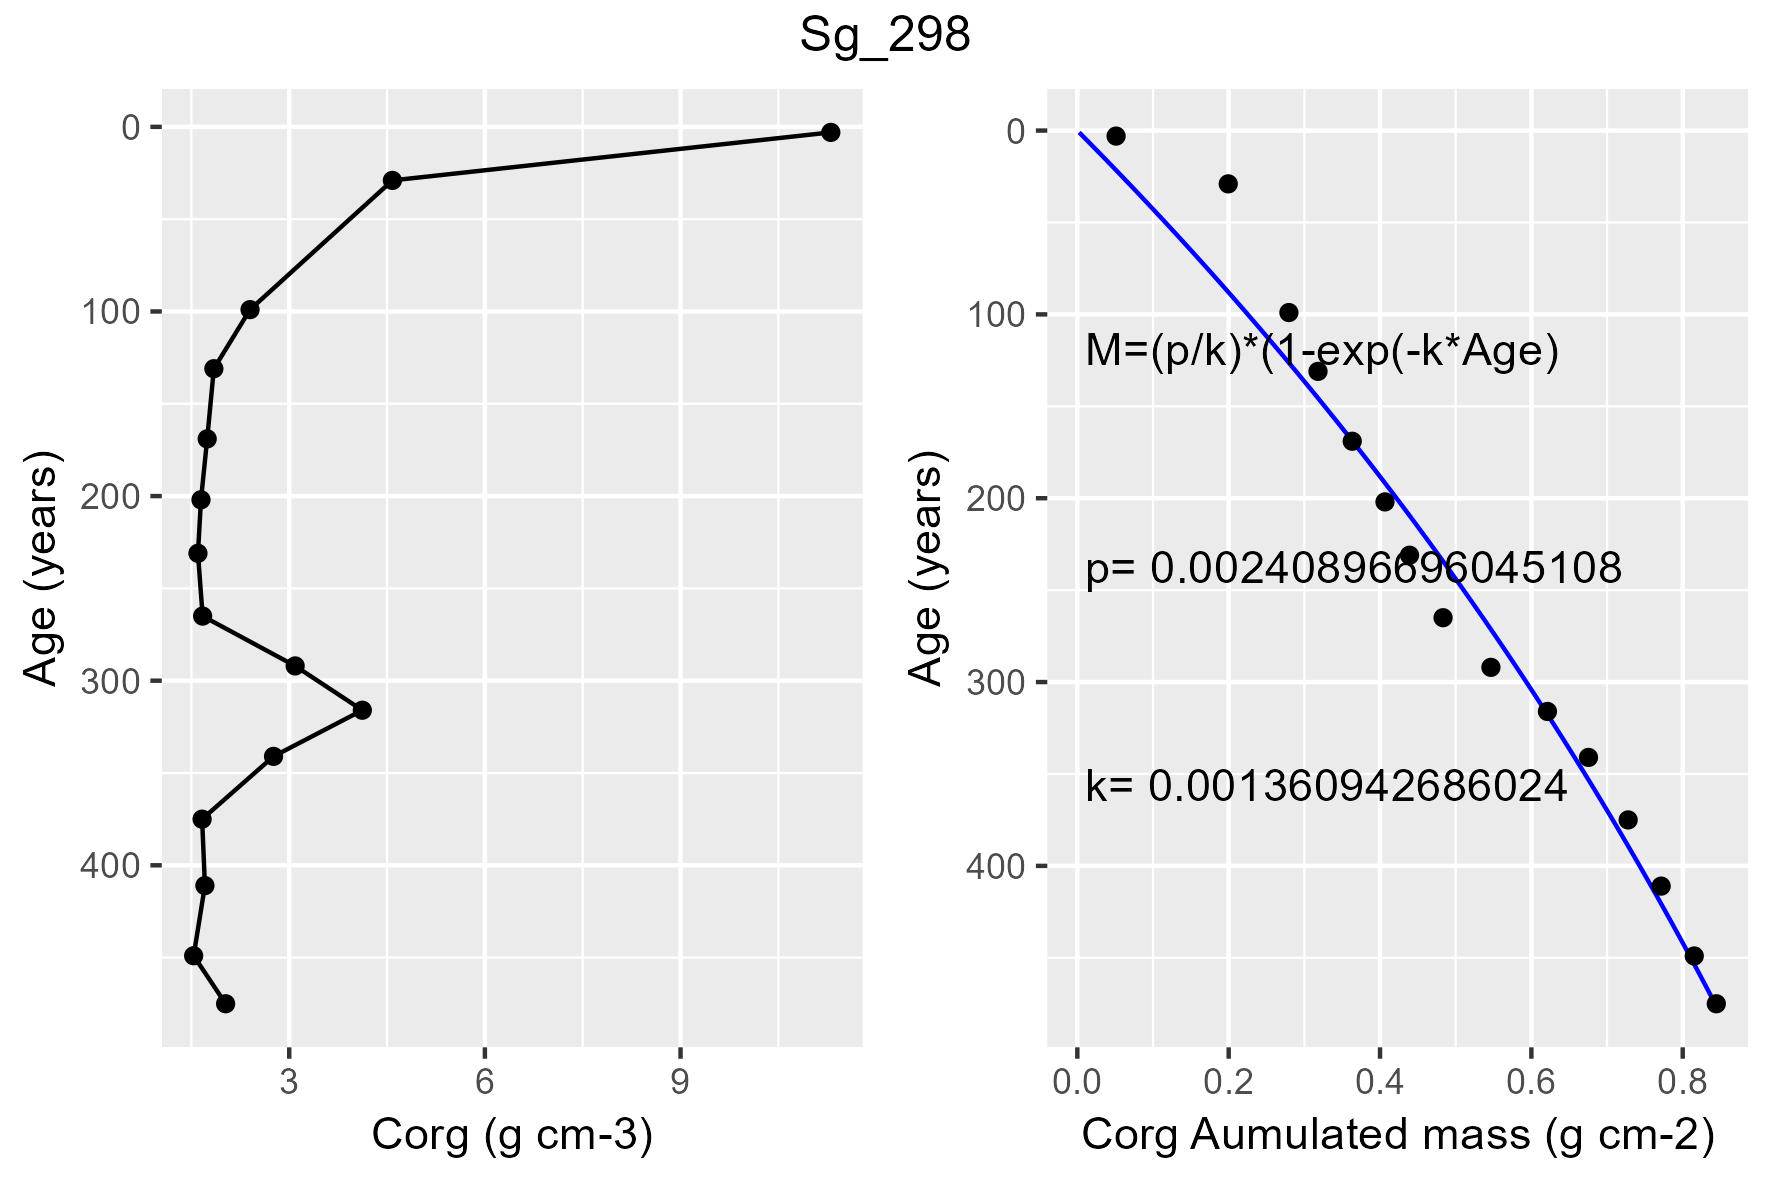 Sg_298
Age (years)
0
100
200
300
400
3
6
9
Corg (g cm-3)
Age (years)
0
100
200
300
400
M=(p/k)*(1-exp(-k*Age)
p= 0.00240896696045108
k= 0.001360942686024
0.0
0.2
0.4
0.6
0.8
Corg Aumulated mass (g cm-2)